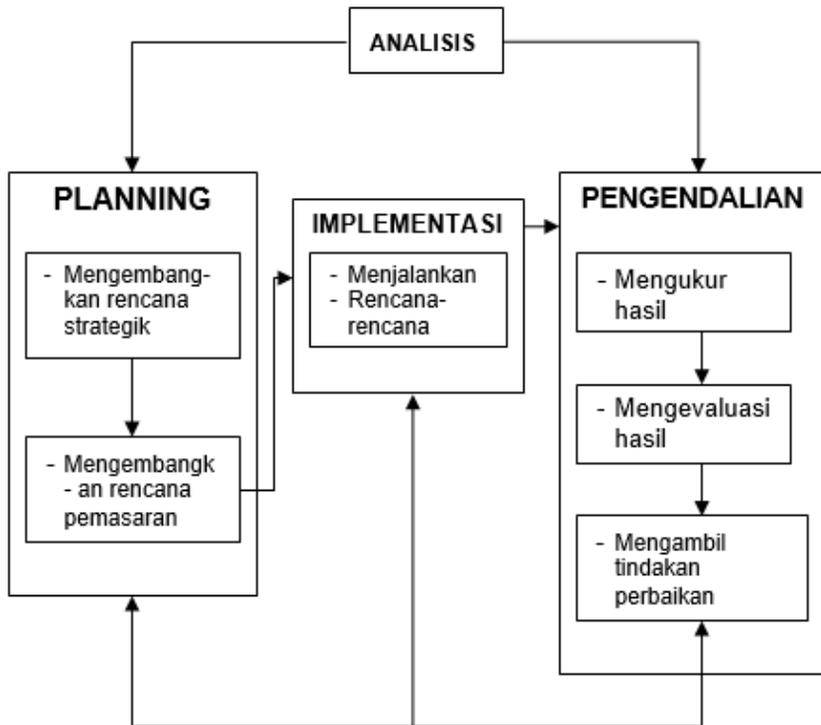 ANALISIS
PLANNING
- Mengembang-
kan rencana
strategik
- Mengembangk
- an rencana
pemasaran
IMPLEMENTASI
- Menjalankan
- Rencana-
rencana
PENGENDALIAN
- Mengukur
hasil
- Mengevaluasi
hasil
- Mengambil
tindakan
perbaikan